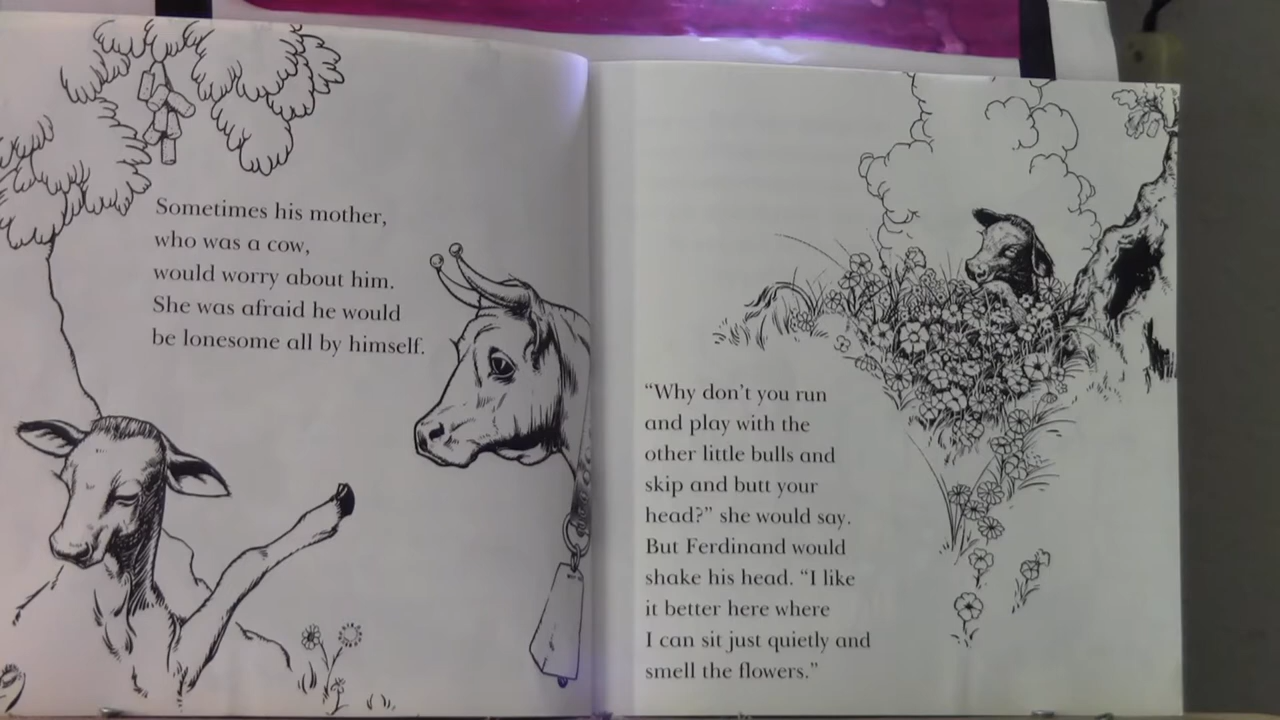 Sometimes his mother,
who was a cow,
would worry about him.
She was afraid he would
be lonesome all by himself.
“Why don’t you run
and play with the
other little bulls and
skip and butt your
head?” she would say.
But Ferdinand would
shake his head. “I like
it better here where
I can sit just quietly and
smell the flowers.”